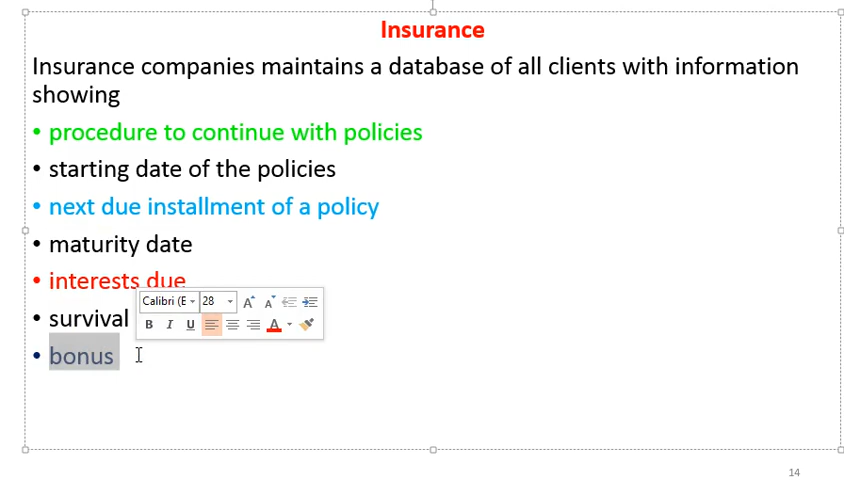 Insurance
Insurance companies maintains a database of all clients with information
showing
• procedure to continue with policies
• starting date of the policies
• next due installment of a policy
• maturity date
• interests due
Calibri (E 28 A A
• survival
B I U A
• bonus
14